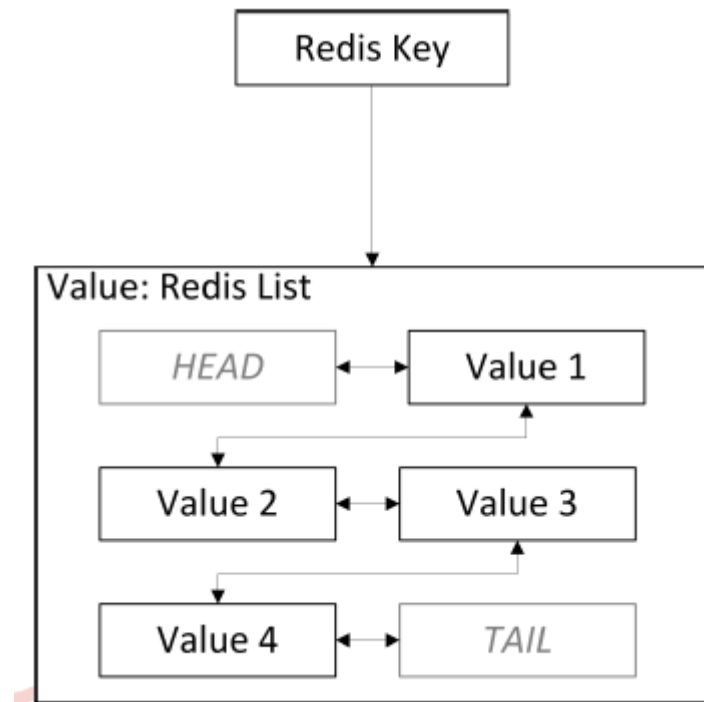 Redis Key
Value: Redis List
HEAD
Value 1
Value 2
Value 3
Value 4
TAIL